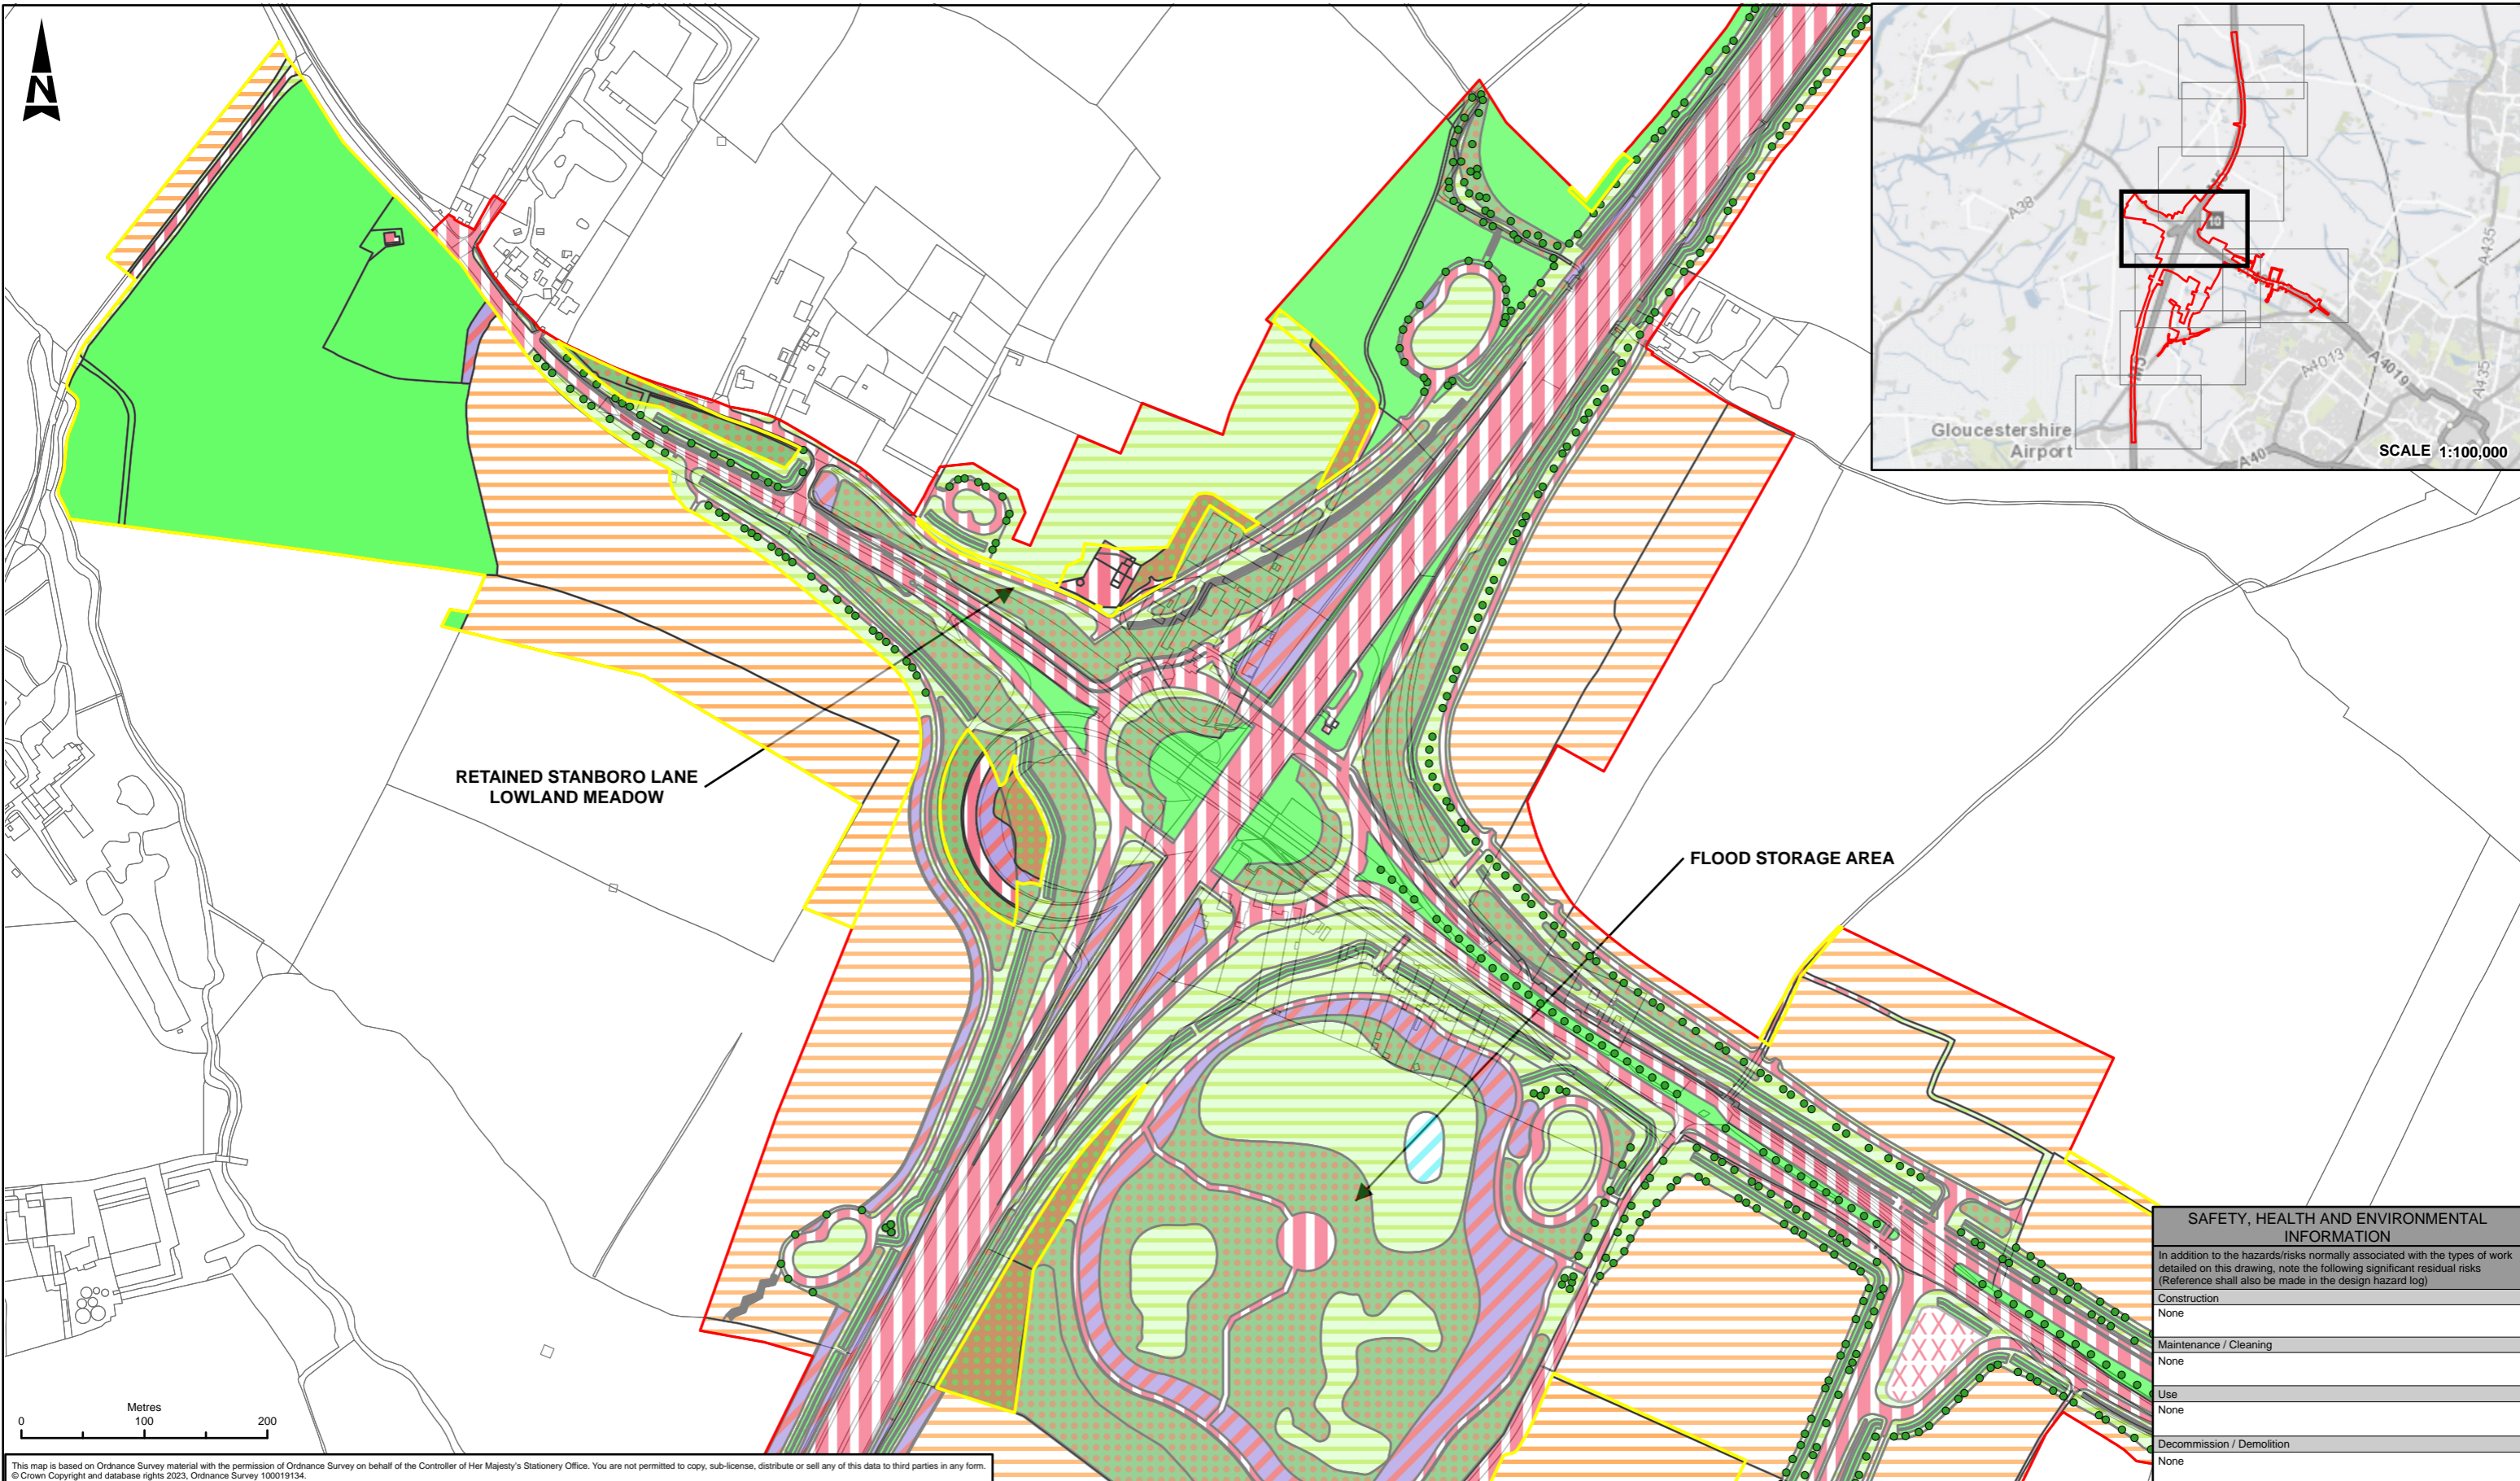 N
A38
M5
10
A435
A4013
A4019
A435
M5
A40
Gloucestershire
Airport
SCALE 1:100,000
RETAINED STANBORO LANE
LOWLAND MEADOW
FLOOD STORAGE AREA
SAFETY, HEALTH AND ENVIRONMENTAL
INFORMATION
In addition to the hazards/risks normally associated with the types of work
detailed on this drawing, note the following significant residual risks
(Reference shall also be made in the design hazard log)
Construction
None
Maintenance / Cleaning
None
Use
None
Decommission / Demolition
None
Metres
0 100 200
This map is based on Ordnance Survey material with the permission of Ordnance Survey on behalf of the Controller of Her Majesty's Stationery Office. You are not permitted to copy, sub-license, distribute or sell any of this data to third parties in any form.
© Crown Copyright and database rights 2023, Ordnance Survey 100019134.